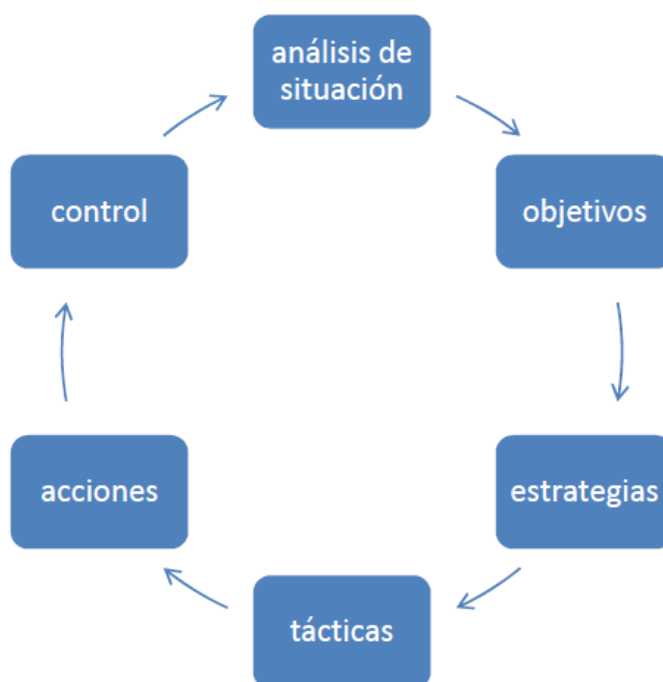 análisis de
situación
objetivos
estrategias
tácticas
acciones
control